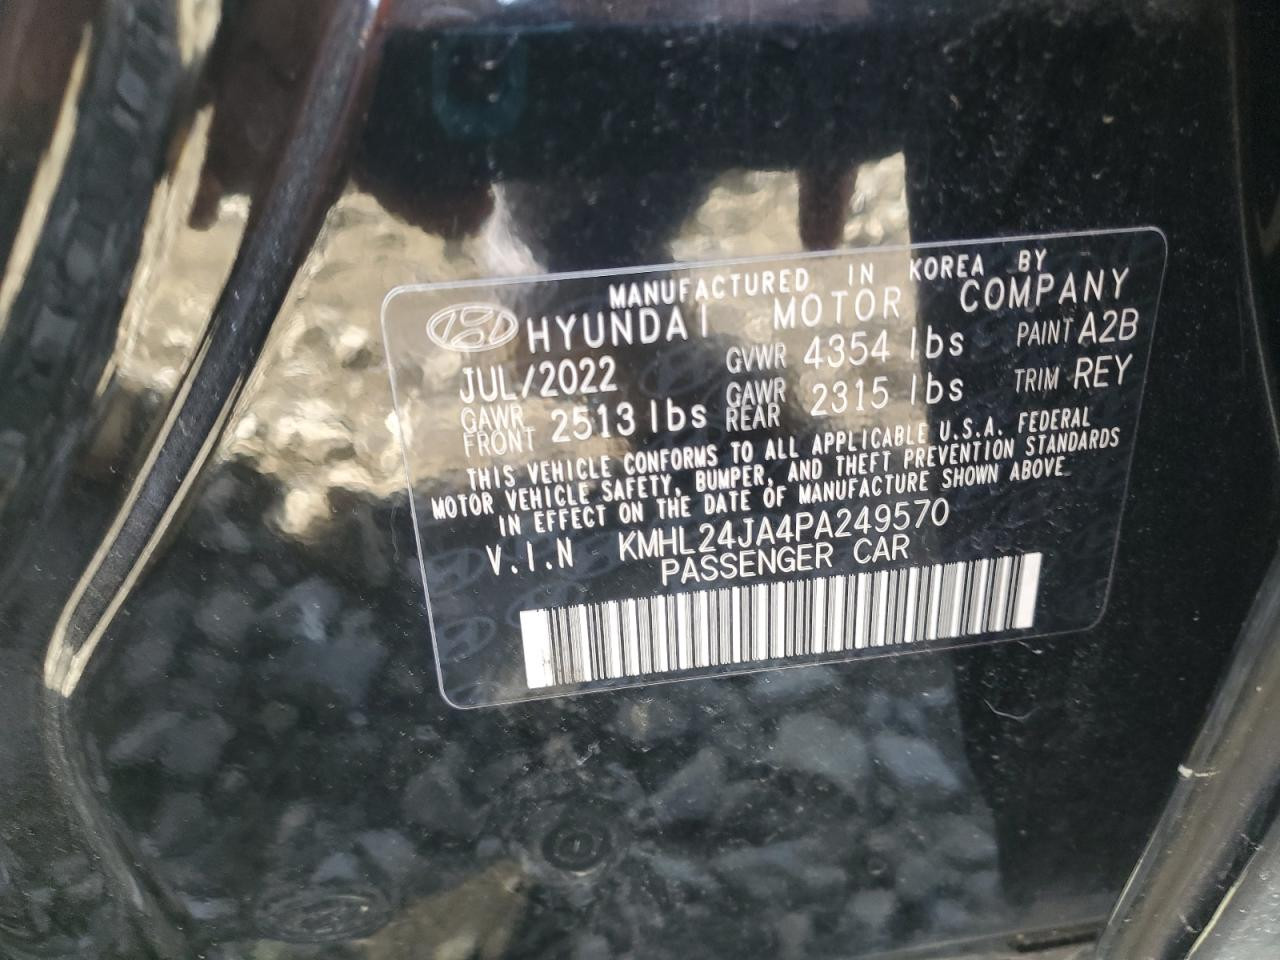 MANUFACTURED IN KOREA BY
HYUNDAI MOTOR COMPANY
JUL/2022 GVWR 4354 lbs PAINT A2B
GAWR FRONT 2513 lbs GAWR REAR 2315 lbs TRIM REY
THIS VEHICLE CONFORMS TO ALL APPLICABLE U.S.A. FEDERAL
MOTOR VEHICLE SAFETY, BUMPER, AND THEFT PREVENTION STANDARDS
IN EFFECT ON THE DATE OF MANUFACTURE SHOWN ABOVE.
V.I.N KMHL24JA4PA249570
PASSENGER CAR